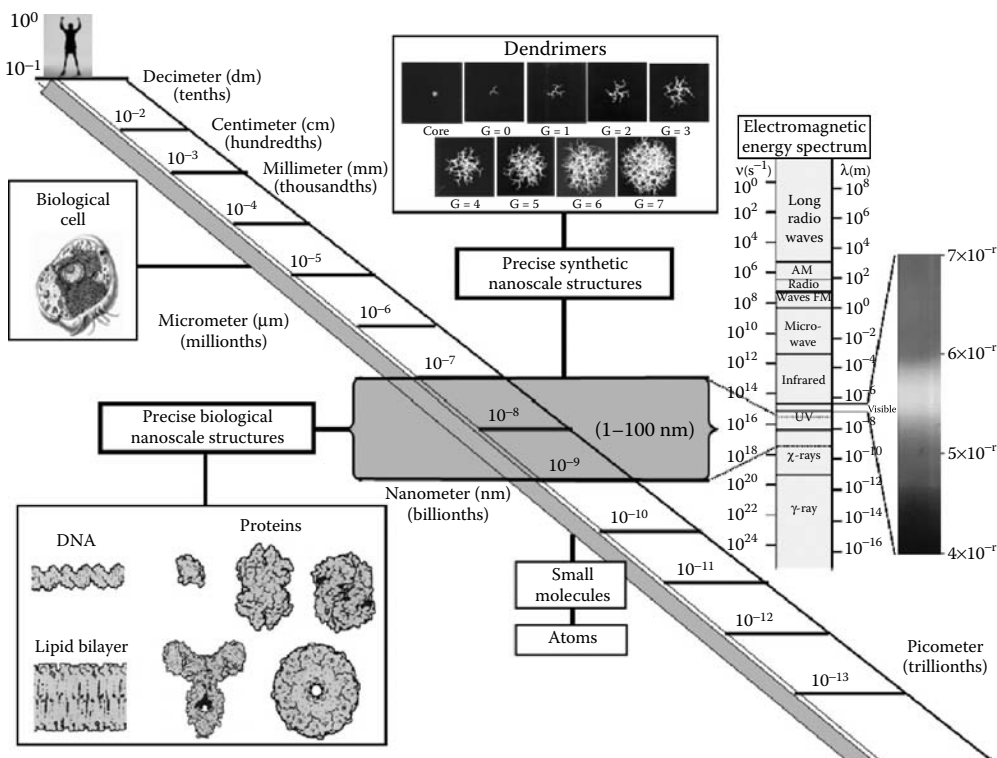 10⁰
10⁻¹
Decimeter (dm)
(tenths)
10⁻²
Centimeter (cm)
(hundredths)
10⁻³
Millimeter (mm)
(thousandths)
10⁻⁴
10⁻⁵
10⁻⁶
Micrometer (μm)
(millionths)
10⁻⁷
10⁻⁸
10⁻⁹
Nanometer (nm)
(billionths)
10⁻¹⁰
10⁻¹¹
10⁻¹²
10⁻¹³
Picometer
(trillionths)
Biological
cell
Dendrimers
Core G = 0 G = 1 G = 2 G = 3
G = 4 G = 5 G = 6 G = 7
Precise synthetic
nanoscale structures
(1–100 nm)
Precise biological
nanoscale structures
DNA
Proteins
Lipid bilayer
Small
molecules
Atoms
Electromagnetic
energy spectrum
ν(s⁻¹) λ(m)
10⁰
10²
10⁴
10⁶
10⁸
10¹⁰
10¹²
10¹⁴
10¹⁶
10¹⁸
10²⁰
10²²
10²⁴
Long
radio
waves
AM
Radio
Waves FM
Micro-
wave
Infrared
UV
χ-rays
γ-ray
10⁸
10⁶
10⁴
10²
10⁰
10⁻²
10⁻⁴
10⁻⁶
Visible
10⁻⁸
10⁻¹⁰
10⁻¹²
10⁻¹⁴
10⁻¹⁶
7×10⁻ʳ
6×10⁻ʳ
5×10⁻ʳ
4×10⁻ʳ